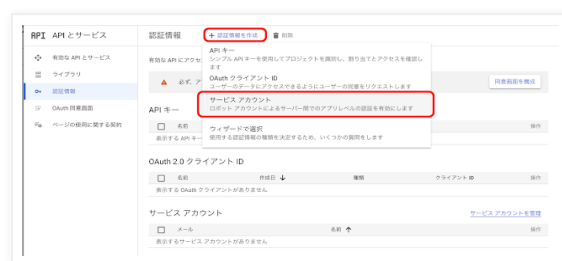 API API とサービス
認証情報
+ 認証情報を作成
削除
有効な API とサービス
ライブラリ
認証情報
OAuth 同意画面
ページの使用に関する契約
有効な API にアクセ
API キー
シンプル API キーを使用してプロジェクトを識別し、割り当てとアクセスを確認し
ます
OAuth クライアント ID
ユーザーのデータにアクセスできるようにユーザーの同意をリクエストします
サービス アカウント
ロボット アカウントによるサーバー間でのアプリレベルの認証を有効にします
ウィザードで選択
使用する認証情報の種類を決定するため、いくつかの質問をします
必ず、ア
同意画面を構成
API キー
名前
操作
表示する API キー
OAuth 2.0 クライアント ID
名前
作成日
種類
クライアント ID
操作
表示する OAuth クライアントがありません
サービス アカウント
サービス アカウントを管理
メール
名前
操作
表示するサービス アカウントがありません